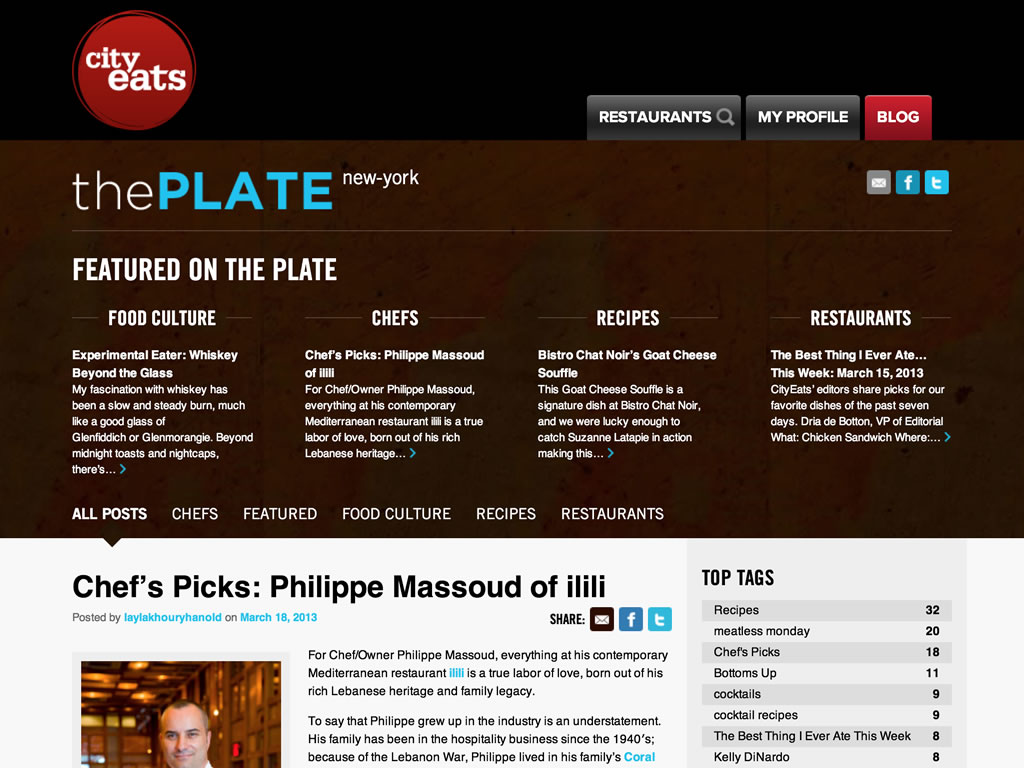 city
eats
RESTAURANTS
MY PROFILE
BLOG
thePLATE new-york
FEATURED ON THE PLATE
FOOD CULTURE
Experimental Eater: Whiskey
Beyond the Glass
My fascination with whiskey has
been a slow and steady burn, much
like a good glass of
Glenfiddich or Glenmorangie. Beyond
midnight toasts and nightcaps,
there's…
CHEFS
Chef's Picks: Philippe Massoud
of ilili
For Chef/Owner Philippe Massoud,
everything at his contemporary
Mediterranean restaurant ilili is a true
labor of love, born out of his rich
Lebanese heritage…
RECIPES
Bistro Chat Noir's Goat Cheese
Souffle
This Goat Cheese Souffle is a
signature dish at Bistro Chat Noir,
and we were lucky enough to
catch Suzanne Latapie in action
making this…
RESTAURANTS
The Best Thing I Ever Ate…
This Week: March 15, 2013
CityEats' editors share picks for our
favorite dishes of the past seven
days. Dria de Botton, VP of Editorial
What: Chicken Sandwich Where:…
ALL POSTS CHEFS FEATURED FOOD CULTURE RECIPES RESTAURANTS
Chef's Picks: Philippe Massoud of ilili
Posted by laylakhouryhanold on March 18, 2013
SHARE:
For Chef/Owner Philippe Massoud, everything at his contemporary
Mediterranean restaurant ilili is a true labor of love, born out of his
rich Lebanese heritage and family legacy.
To say that Philippe grew up in the industry is an understatement.
His family has been in the hospitality business since the 1940's;
because of the Lebanon War, Philippe lived in his family's Coral
TOP TAGS
Recipes 32
meatless monday 20
Chef's Picks 18
Bottoms Up 11
cocktails 9
cocktail recipes 9
The Best Thing I Ever Ate This Week 8
Kelly DiNardo 8